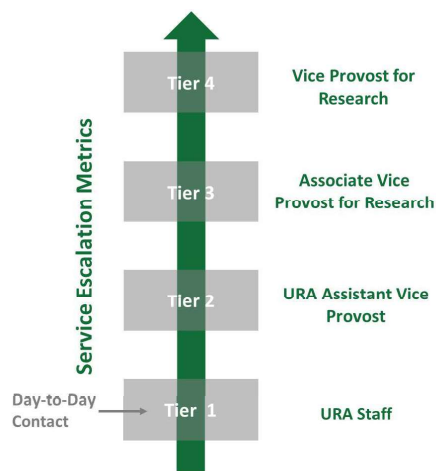 Tier 4
Vice Provost for
Research
Service Escalation Metrics
Tier 3
Associate Vice
Provost for Research
Tier 2
URA Assistant Vice
Provost
Day-to-Day
Contact
Tier 1
URA Staff